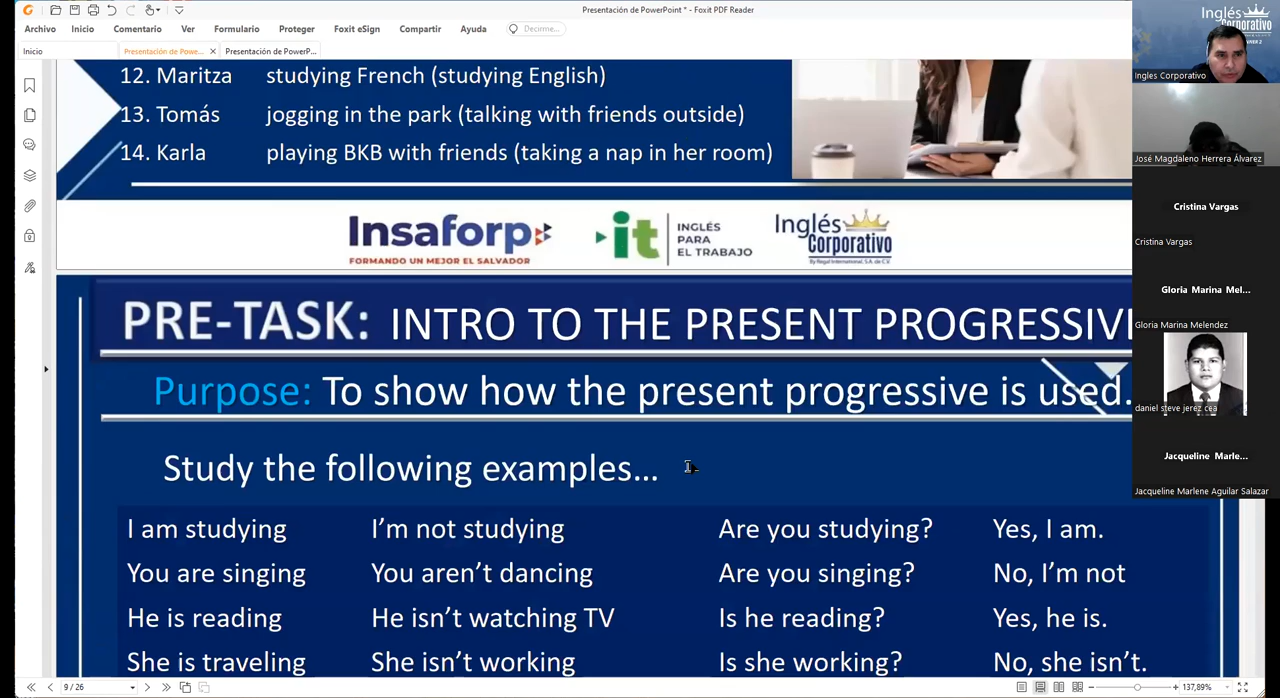 Presentación de PowerPoint * - Foxit PDF Reader
Archivo Inicio Comentario Ver Formulario Proteger Foxit eSign Compartir Ayuda Decirme...
Inicio Presentación de Powe... Presentación de PowerP...
12. Maritza studying French (studying English)
13. Tomás jogging in the park (talking with friends outside)
14. Karla playing BKB with friends (taking a nap in her room)
Insaforp
FORMANDO UN MEJOR EL SALVADOR
it
INGLÉS
PARA
EL TRABAJO
Inglés
Corporativo
By Regal International, S.A. de C.V.
PRE-TASK: INTRO TO THE PRESENT PROGRESSIV
Purpose: To show how the present progressive is used.
Study the following examples...
I am studying I'm not studying Are you studying? Yes, I am.
You are singing You aren't dancing Are you singing? No, I'm not
He is reading He isn't watching TV Is he reading? Yes, he is.
She is traveling She isn't working Is she working? No, she isn't.
9 / 26
137,89%
Inglés
Corporativo
Ingles Corporativo
José Magdaleno Herrera Álvarez
Cristina Vargas
Cristina Vargas
Gloria Marina Mel...
Gloria Marina Melendez
daniel steve jerez cea
Jacqueline Marle...
Jacqueline Marlene Aguilar Salazar